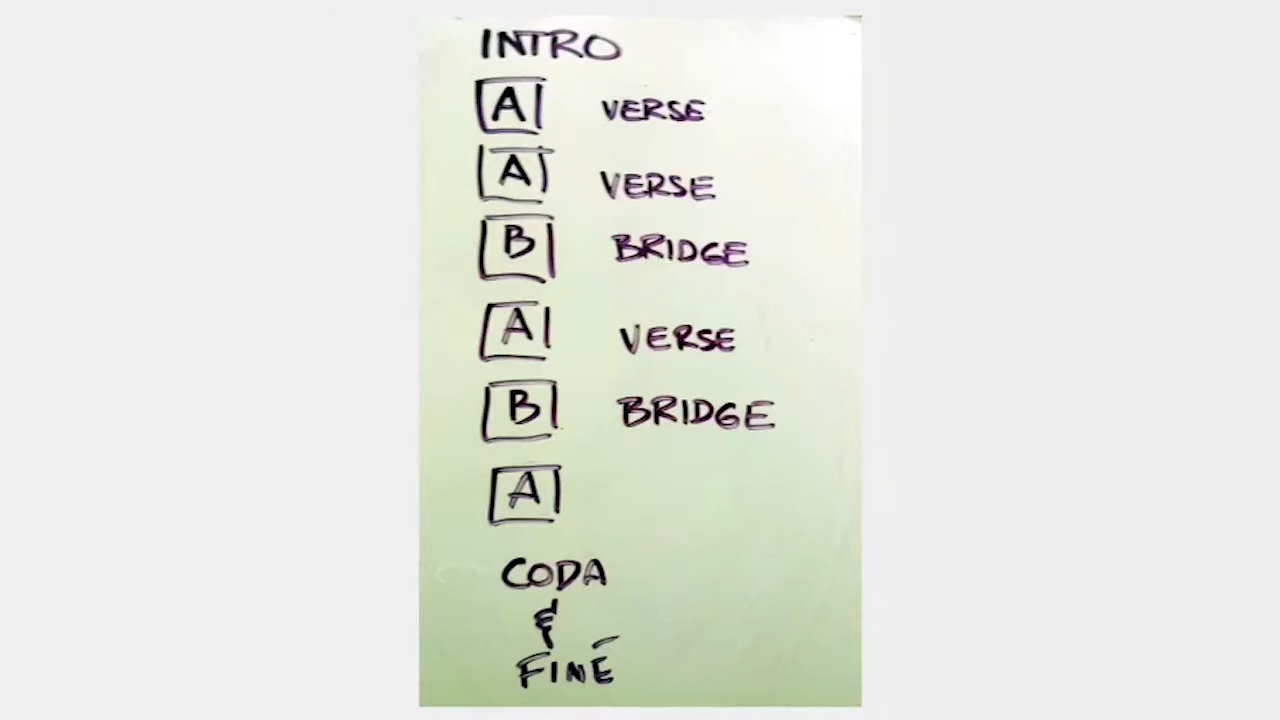 INTRO
A VERSE
A VERSE
B BRIDGE
A VERSE
B BRIDGE
A
CODA
&
FINÉ